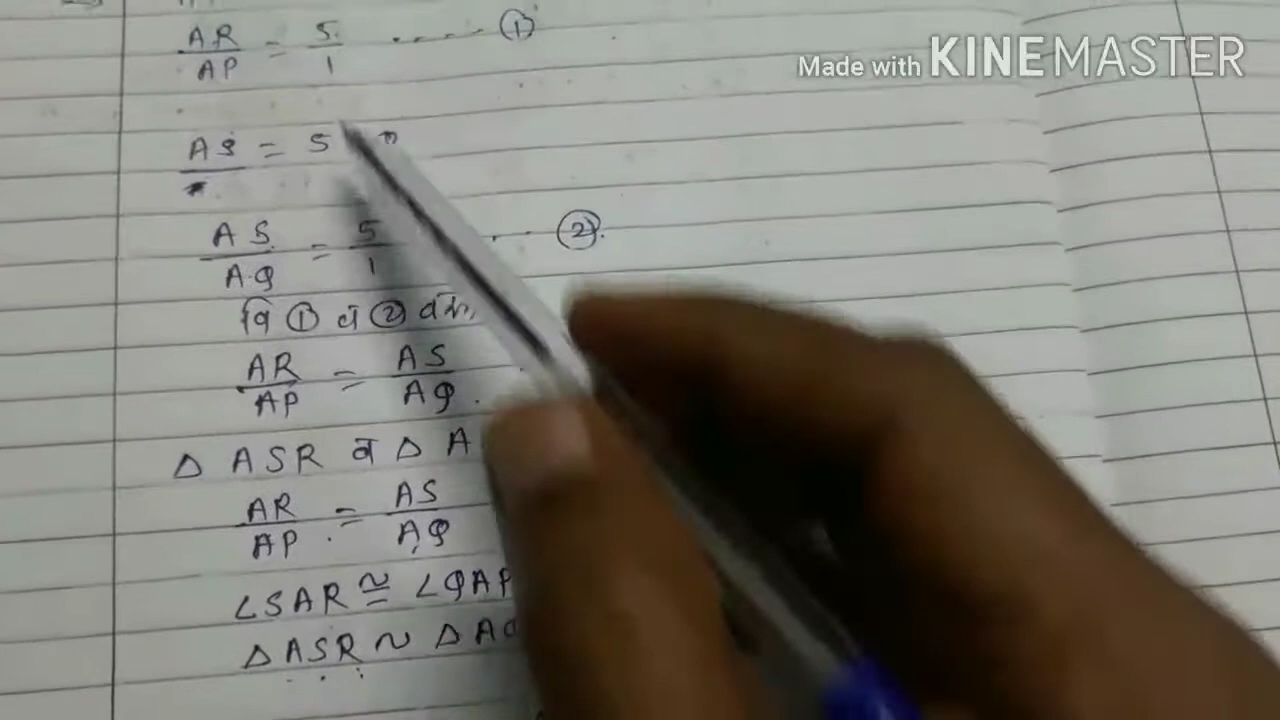 AR/AP = 5/1 ..... ①
Made with KINEMASTER
AS = 5
AS/AQ = 5/1 ... ②
वि ① व ②
AR/AP = AS/AQ.
Δ ASR व Δ A
AR/AP = AS/AQ
∠SAR ≅ ∠QAP
Δ ASR ~ Δ AQ